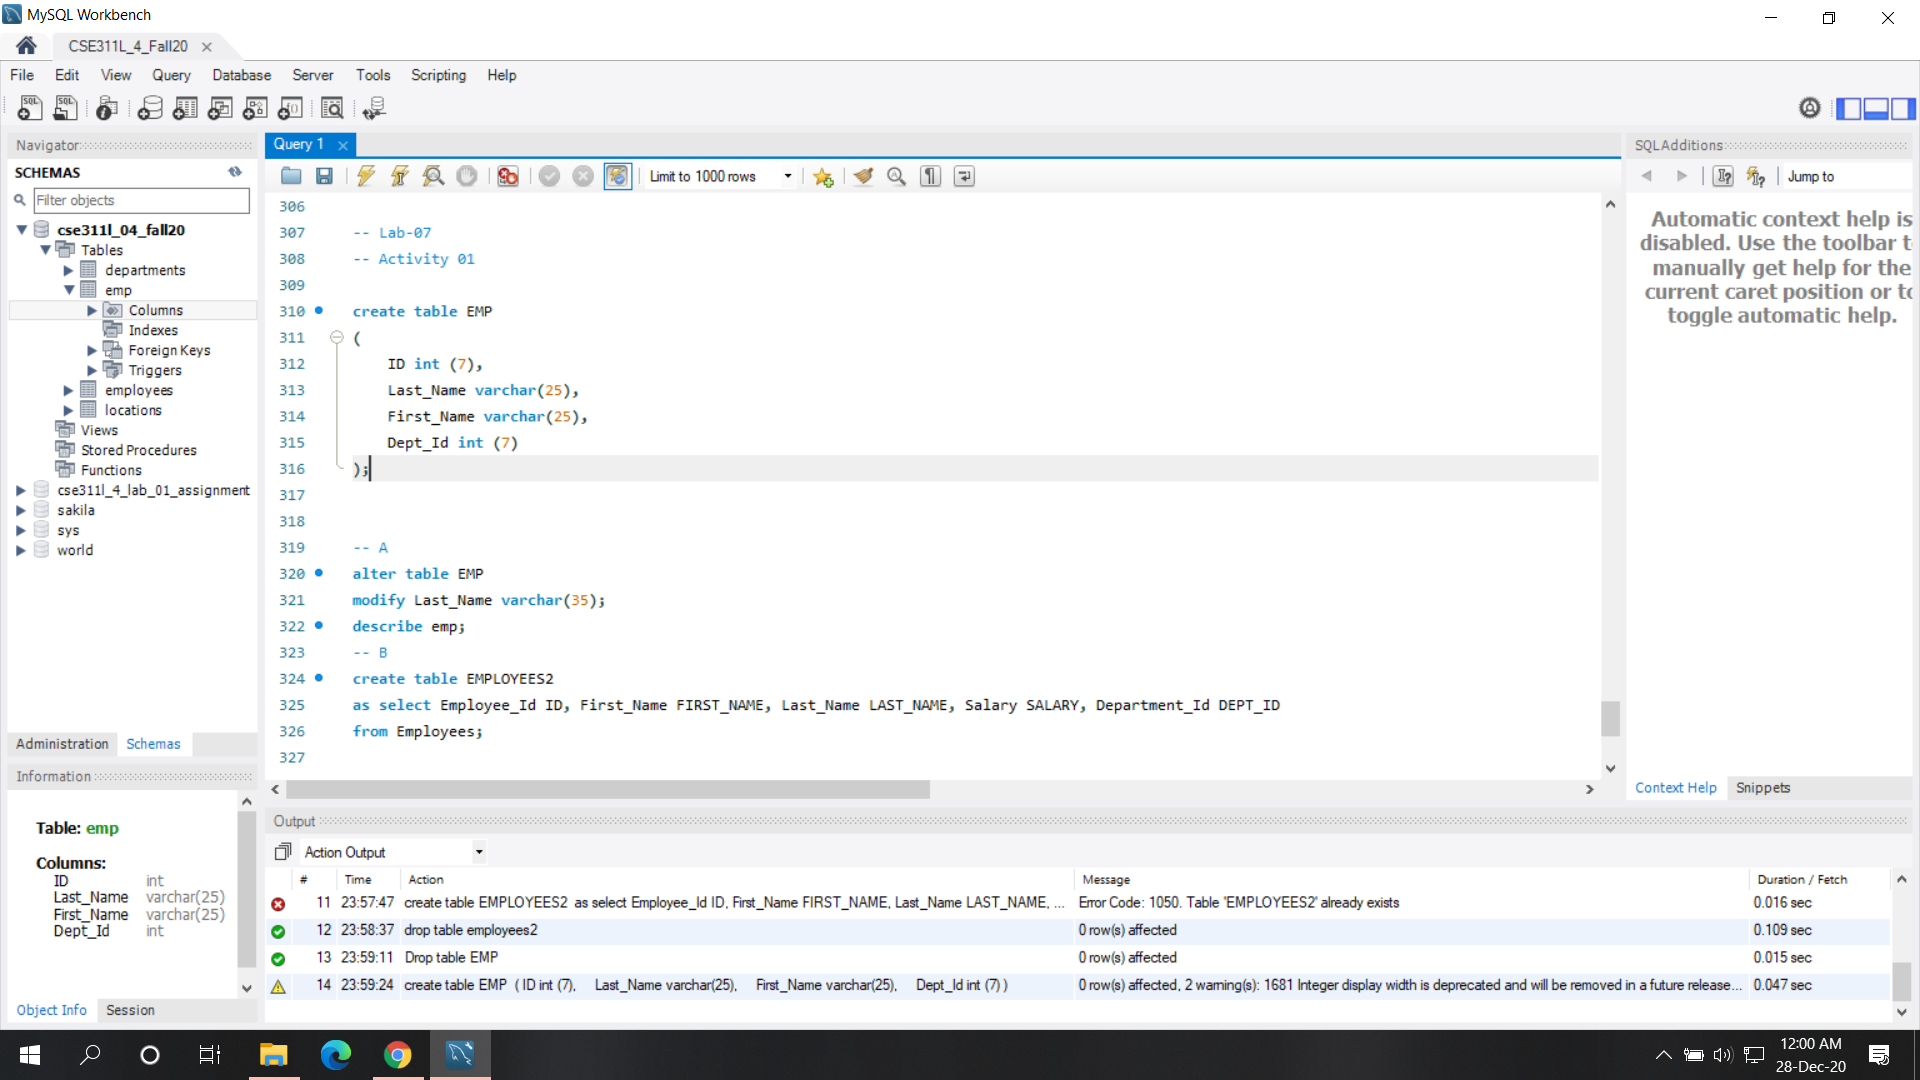 MySQL Workbench
CSE311L_4_Fall20
File Edit View Query Database Server Tools Scripting Help
Navigator
SCHEMAS
Filter objects
cse311l_04_fall20
Tables
departments
emp
Columns
Indexes
Foreign Keys
Triggers
employees
locations
Views
Stored Procedures
Functions
cse311l_4_lab_01_assignment
sakila
sys
world
Administration Schemas
Information
Table: emp
Columns:
ID int
Last_Name varchar(25)
First_Name varchar(25)
Dept_Id int
Object Info Session
Query 1
Limit to 1000 rows
306
307 -- Lab-07
308 -- Activity 01
309
310 create table EMP
311 (
312 ID int (7),
313 Last_Name varchar(25),
314 First_Name varchar(25),
315 Dept_Id int (7)
316 );
317
318
319 -- A
320 alter table EMP
321 modify Last_Name varchar(35);
322 describe emp;
323 -- B
324 create table EMPLOYEES2
325 as select Employee_Id ID, First_Name FIRST_NAME, Last_Name LAST_NAME, Salary SALARY, Department_Id DEPT_ID
326 from Employees;
327
SQLAdditions
Jump to
Automatic context help is
disabled. Use the toolbar t
manually get help for the
current caret position or to
toggle automatic help.
Context Help Snippets
Output
Action Output
# Time Action Message Duration / Fetch
11 23:57:47 create table EMPLOYEES2 as select Employee_Id ID, First_Name FIRST_NAME, Last_Name LAST_NAME, ... Error Code: 1050. Table 'EMPLOYEES2' already exists 0.016 sec
12 23:58:37 drop table employees2 0 row(s) affected 0.109 sec
13 23:59:11 Drop table EMP 0 row(s) affected 0.015 sec
14 23:59:24 create table EMP ( ID int (7), Last_Name varchar(25), First_Name varchar(25), Dept_Id int (7) ) 0 row(s) affected, 2 warning(s): 1681 Integer display width is deprecated and will be removed in a future release... 0.047 sec
12:00 AM
28-Dec-20